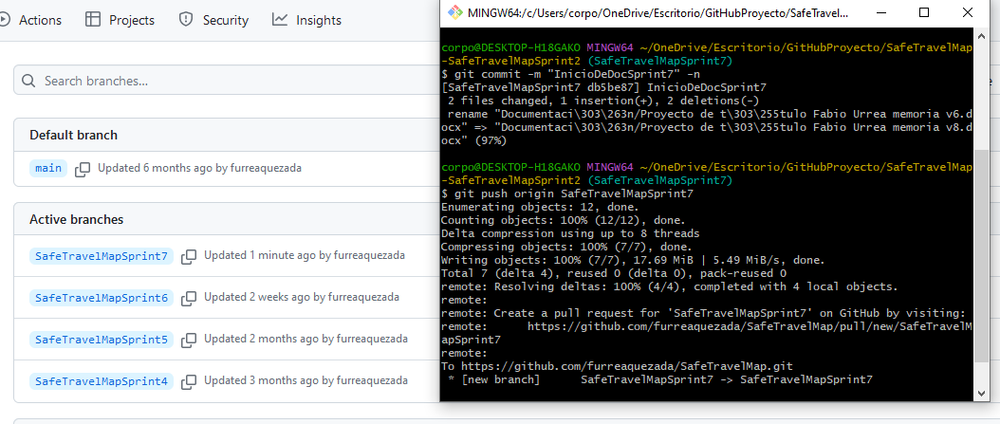 Actions Projects Security Insights
Search branches...
Default branch
main Updated 6 months ago by furreaquezada
Active branches
SafeTravelMapSprint7 Updated 1 minute ago by furreaquezada
SafeTravelMapSprint6 Updated 2 weeks ago by furreaquezada
SafeTravelMapSprint5 Updated 2 months ago by furreaquezada
SafeTravelMapSprint4 Updated 3 months ago by furreaquezada
MINGW64:/c/Users/corpo/OneDrive/Escritorio/GitHubProyecto/SafeTravel...
corpo@DESKTOP-H18GAKO MINGW64 ~/OneDrive/Escritorio/GitHubProyecto/SafeTravelMap
-SafeTravelMapSprint2 (SafeTravelMapSprint7)
$ git commit -m "InicioDeDocSprint7" -n
[SafeTravelMapSprint7 db5be87] InicioDeDocSprint7
2 files changed, 1 insertion(+), 2 deletions(-)
rename "Documentaci\303\263n/Proyecto de t\303\255tulo Fabio Urrea memoria v6.d
ocx" => "Documentaci\303\263n/Proyecto de t\303\255tulo Fabio Urrea memoria v8.d
ocx" (97%)
corpo@DESKTOP-H18GAKO MINGW64 ~/OneDrive/Escritorio/GitHubProyecto/SafeTravelMap
-SafeTravelMapSprint2 (SafeTravelMapSprint7)
$ git push origin SafeTravelMapSprint7
Enumerating objects: 12, done.
Counting objects: 100% (12/12), done.
Delta compression using up to 8 threads
Compressing objects: 100% (7/7), done.
Writing objects: 100% (7/7), 17.69 MiB | 5.49 MiB/s, done.
Total 7 (delta 4), reused 0 (delta 0), pack-reused 0
remote: Resolving deltas: 100% (4/4), completed with 4 local objects.
remote:
remote: Create a pull request for 'SafeTravelMapSprint7' on GitHub by visiting:
remote:      https://github.com/furreaquezada/SafeTravelMap/pull/new/SafeTravelM
apSprint7
remote:
To https://github.com/furreaquezada/SafeTravelMap.git
* [new branch]      SafeTravelMapSprint7 -> SafeTravelMapSprint7